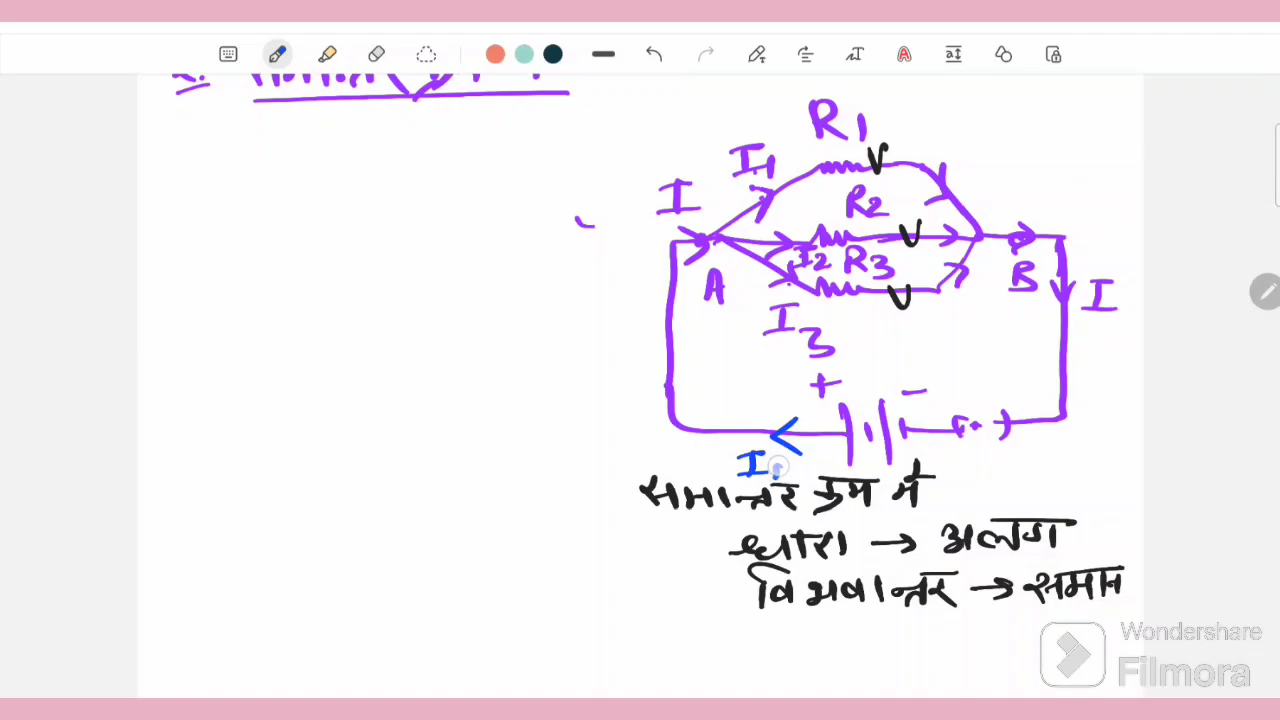 R1
I1
I
R2
I2
R3
A
B
I
I3
+
-
I
समान्तर क्रम में
धारा → अलग
विभवान्तर → समान
V
V
V
Wondershare
Filmora